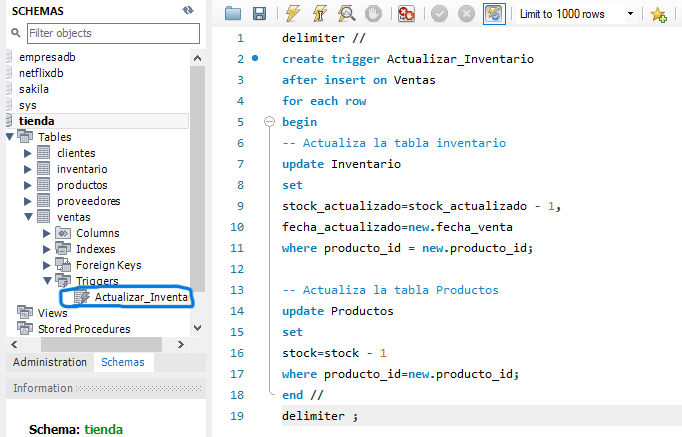 SCHEMAS
Filter objects
empresadb
netflixdb
sakila
sys
tienda
Tables
clientes
inventario
productos
proveedores
ventas
Columns
Indexes
Foreign Keys
Triggers
Actualizar_Inventa
Views
Stored Procedures
Administration Schemas
Information
Schema: tienda
Limit to 1000 rows
1 delimiter //
2 create trigger Actualizar_Inventario
3 after insert on Ventas
4 for each row
5 begin
6 -- Actualiza la tabla inventario
7 update Inventario
8 set
9 stock_actualizado=stock_actualizado - 1,
10 fecha_actualizado=new.fecha_venta
11 where producto_id = new.producto_id;
12
13 -- Actualiza la tabla Productos
14 update Productos
15 set
16 stock=stock - 1
17 where producto_id=new.producto_id;
18 end //
19 delimiter ;